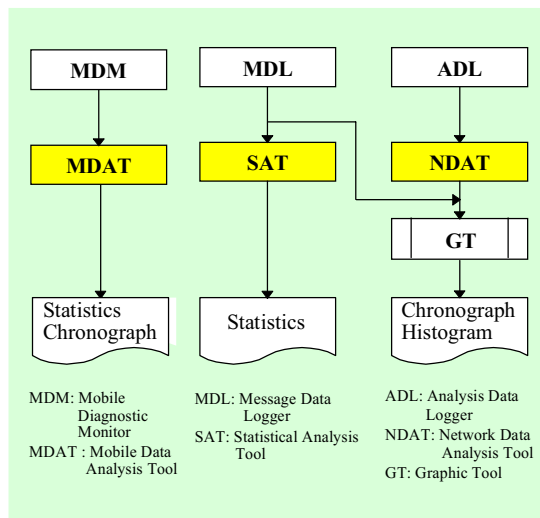 MDM
MDL
ADL
MDAT
SAT
NDAT
GT
Statistics
Chronograph
Statistics
Chronograph
Histogram
MDM: Mobile
Diagnostic
Monitor
MDAT : Mobile Data
Analysis Tool
MDL: Message Data
Logger
SAT: Statistical Analysis
Tool
ADL: Analysis Data
Logger
NDAT: Network Data
Analysis Tool
GT: Graphic Tool